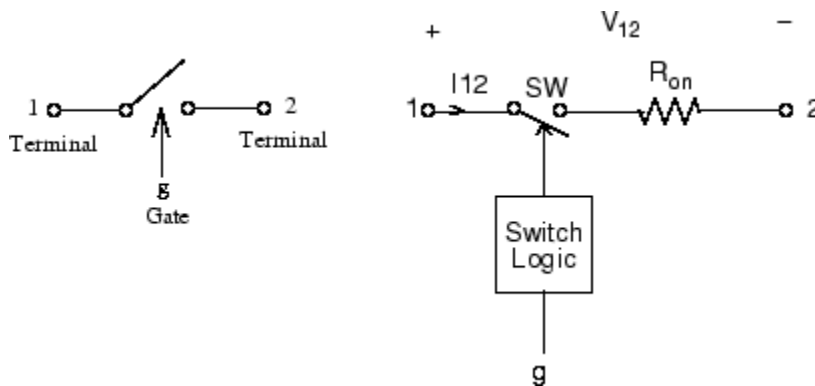 1
2
Terminal
Terminal
g
Gate
+
V12
–
I12
SW
Ron
1
2
Switch
Logic
g